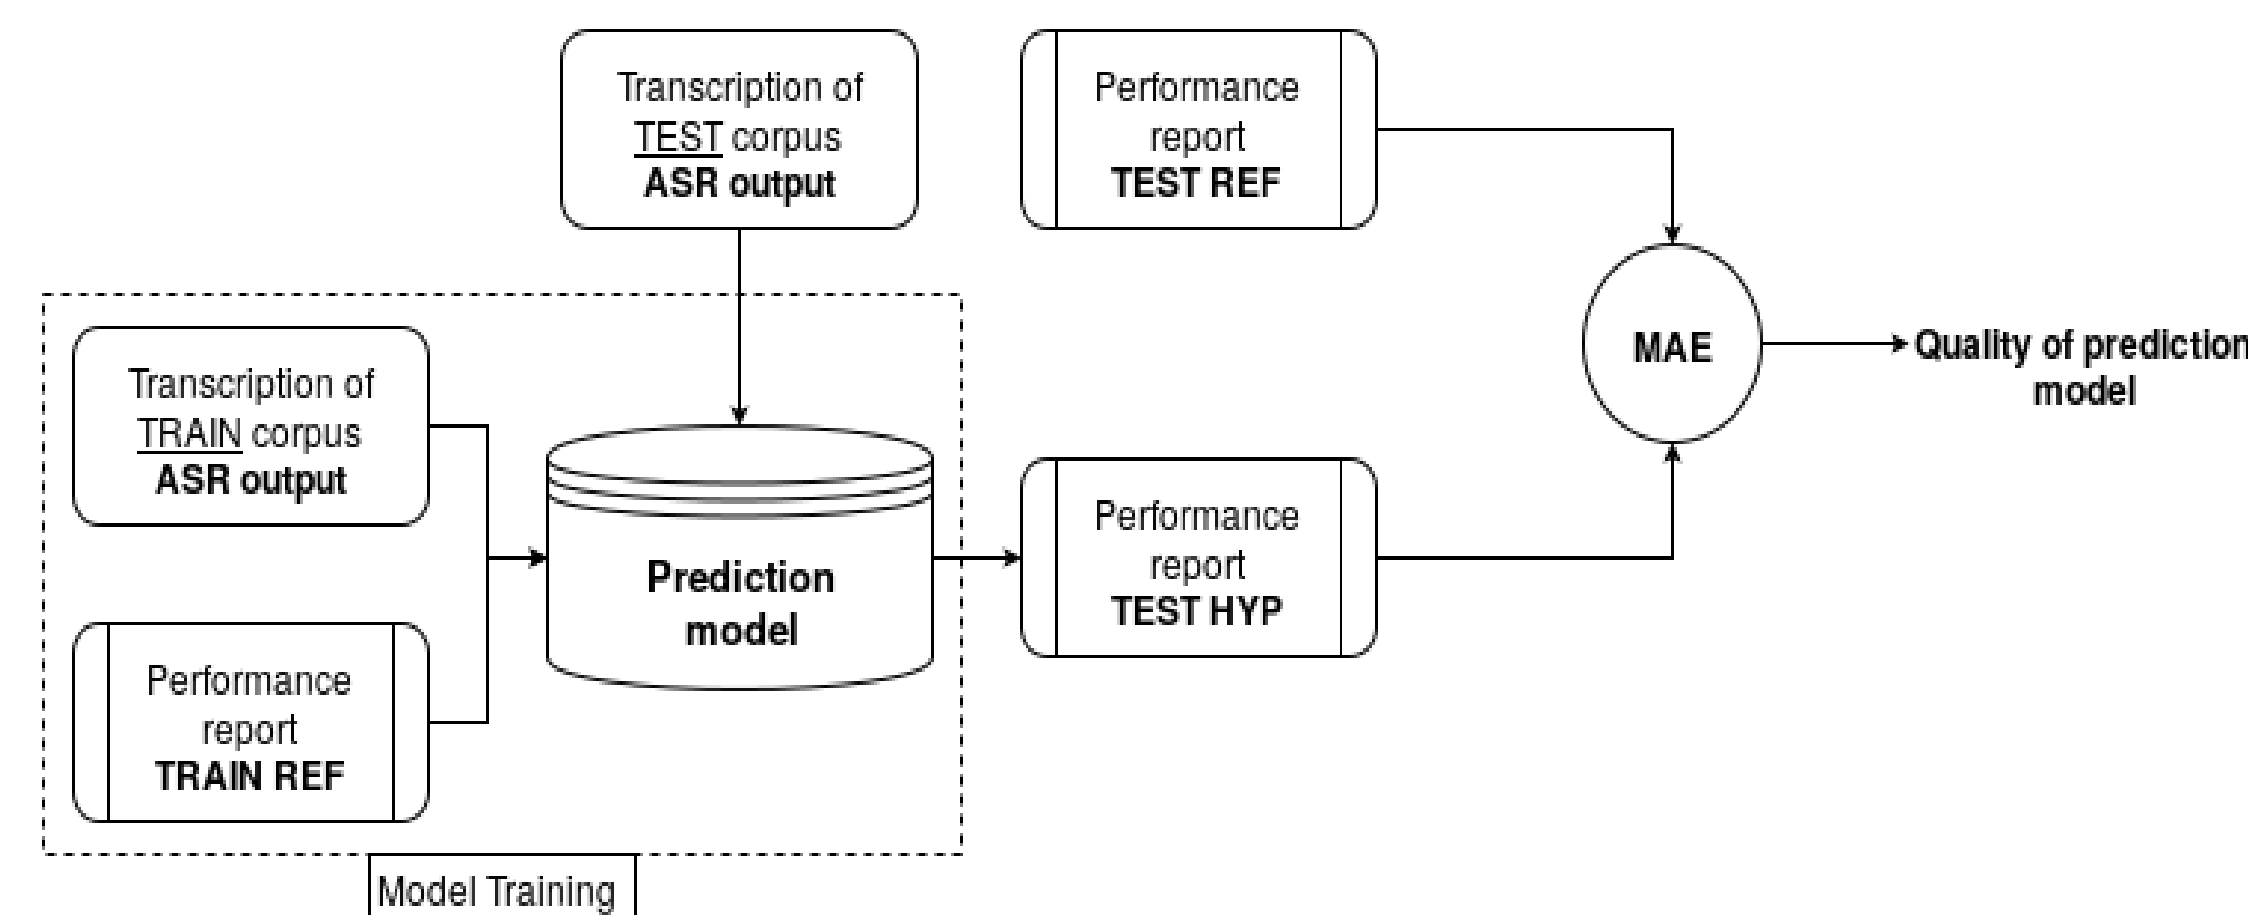 Transcription of
TEST corpus
ASR output
Performance
report
TEST REF
Transcription of
TRAIN corpus
ASR output
Performance
report
TRAIN REF
Prediction
model
Performance
report
TEST HYP
MAE
Quality of prediction
model
Model Training